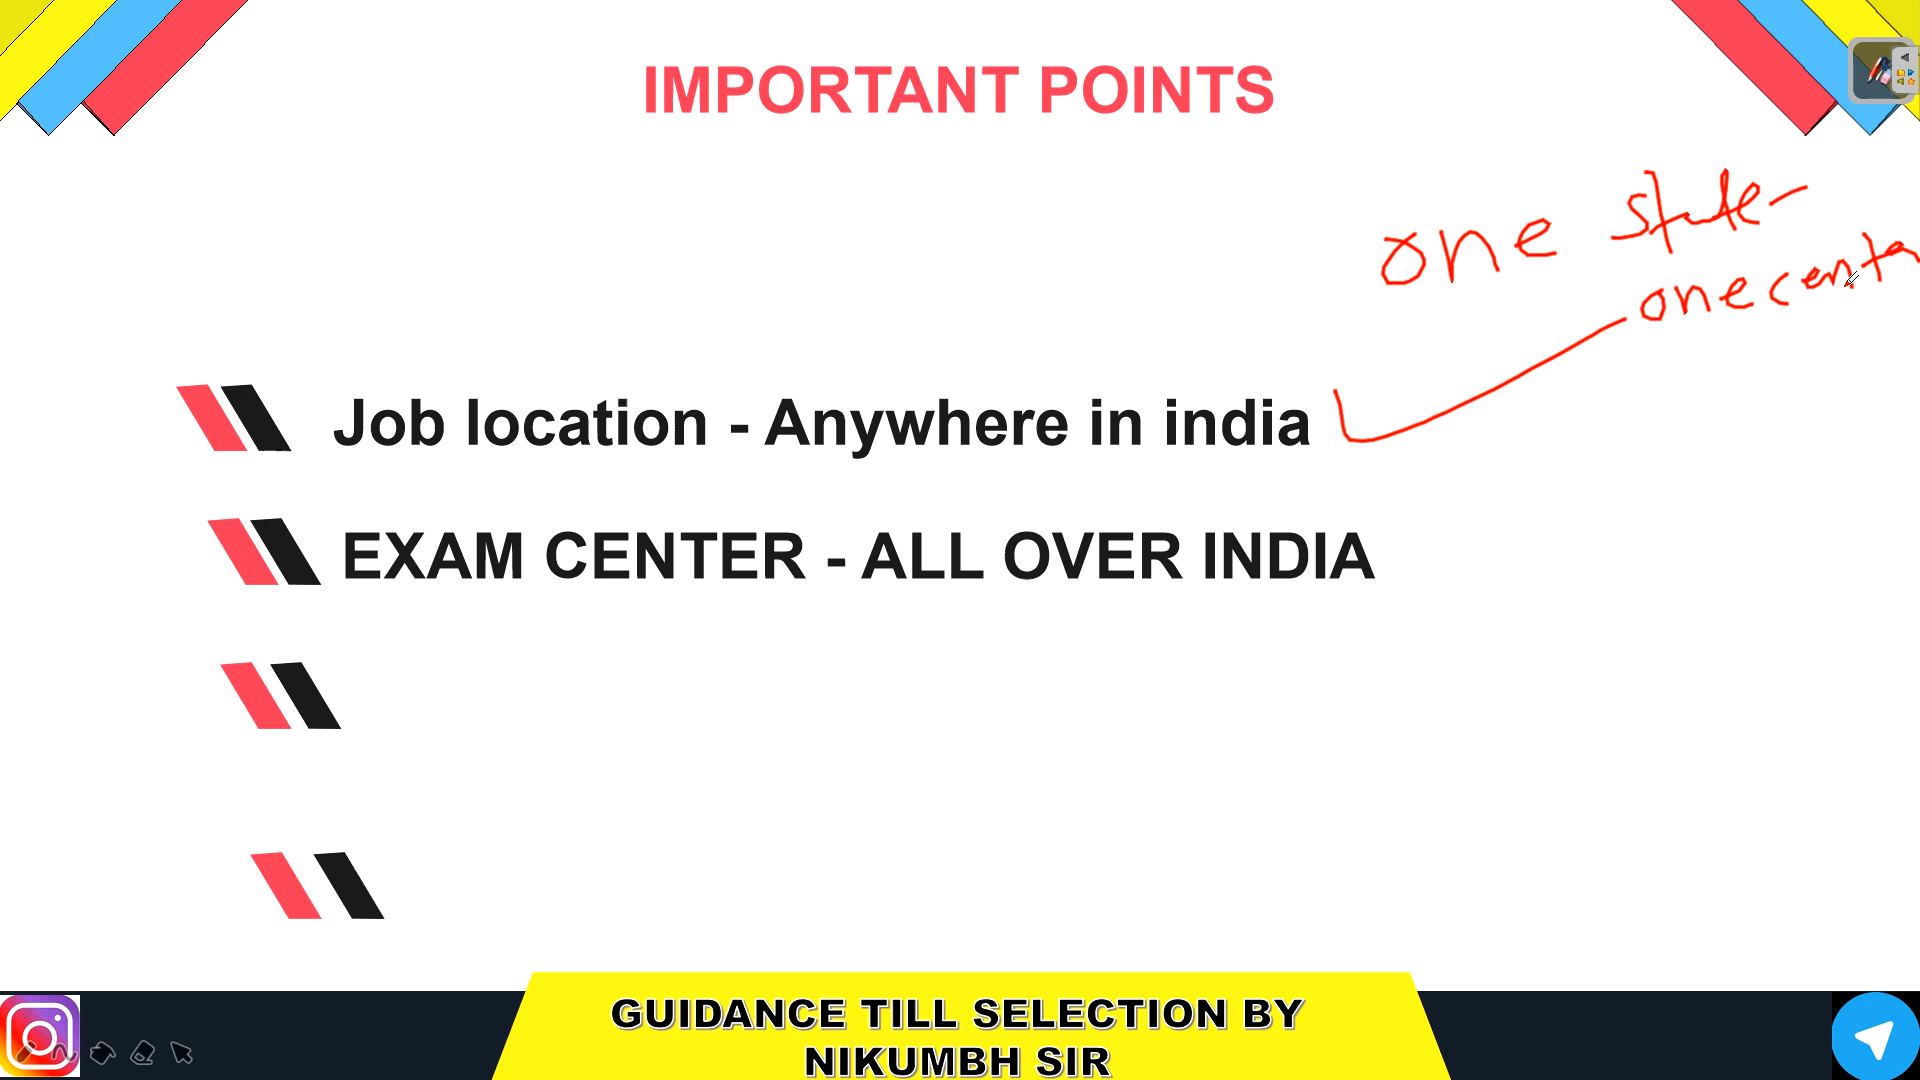 IMPORTANT POINTS
one state-
one center
Job location - Anywhere in india
EXAM CENTER - ALL OVER INDIA
GUIDANCE TILL SELECTION BY
NIKUMBH SIR